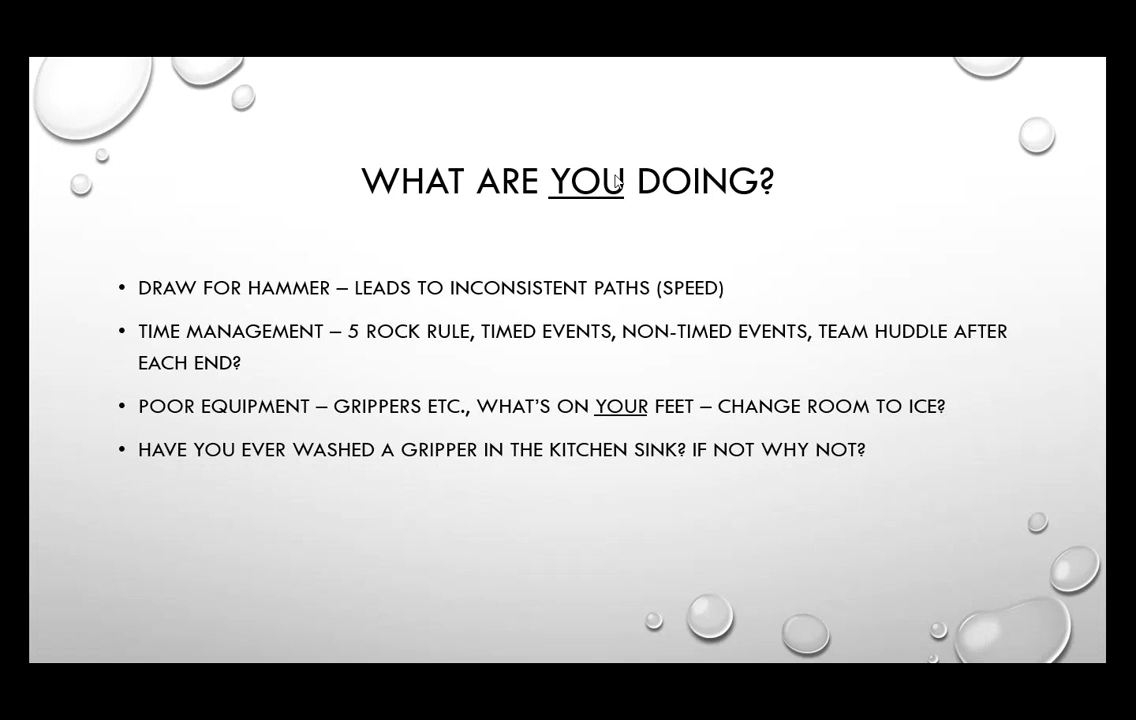 WHAT ARE YOU DOING?
• DRAW FOR HAMMER – LEADS TO INCONSISTENT PATHS (SPEED)
• TIME MANAGEMENT – 5 ROCK RULE, TIMED EVENTS, NON-TIMED EVENTS, TEAM HUDDLE AFTER
EACH END?
• POOR EQUIPMENT – GRIPPERS ETC., WHAT'S ON YOUR FEET – CHANGE ROOM TO ICE?
• HAVE YOU EVER WASHED A GRIPPER IN THE KITCHEN SINK? IF NOT WHY NOT?